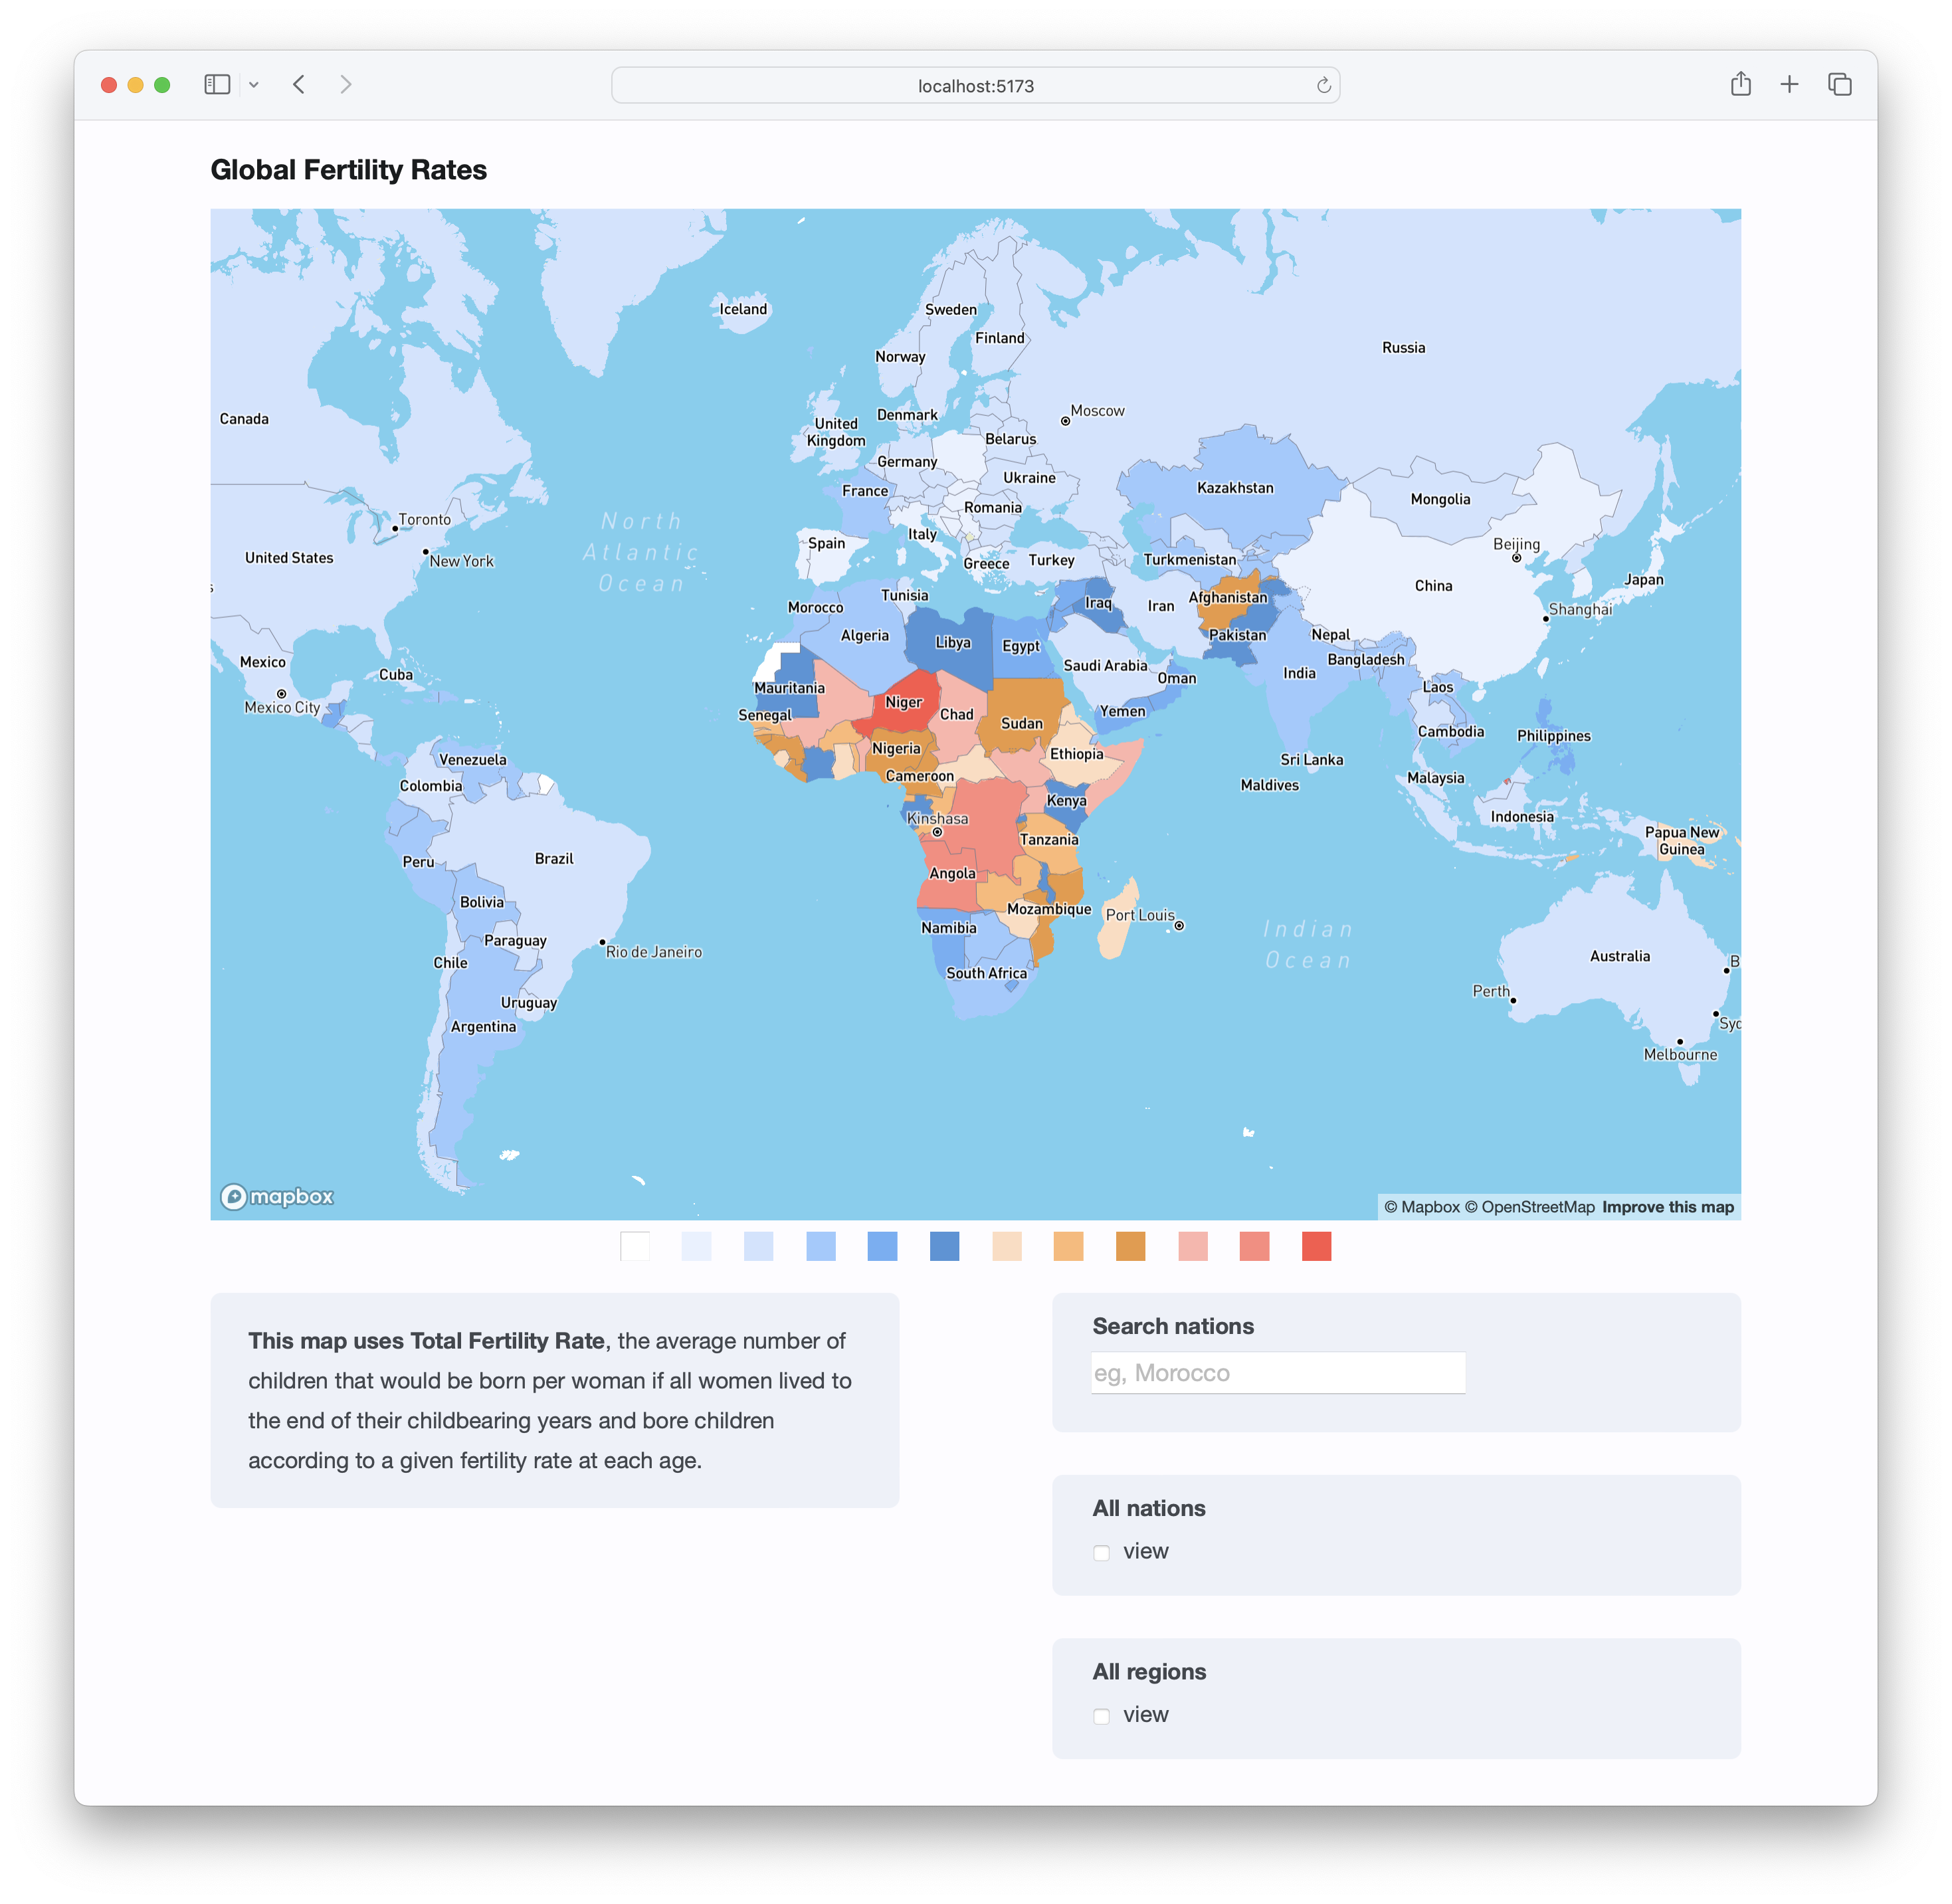 localhost:5173
Global Fertility Rates
Iceland
Sweden
Finland
Norway
Russia
Canada
Denmark
Moscow
United
Kingdom
Belarus
Germany
Ukraine
France
Kazakhstan
Mongolia
Romania
Toronto
North
Atlantic
Ocean
Italy
Spain
Beijing
United States
New York
Greece
Turkey
Turkmenistan
China
Japan
s
Tunisia
Morocco
Iraq
Iran
Afghanistan
Shanghai
Algeria
Libya
Egypt
Pakistan
Nepal
Mexico
Saudi Arabia
Bangladesh
Cuba
India
Oman
Mauritania
Laos
Mexico City
Niger
Senegal
Chad
Yemen
Sudan
Cambodia
Philippines
Nigeria
Ethiopia
Venezuela
Sri Lanka
Cameroon
Colombia
Maldives
Malaysia
Kenya
Kinshasa
Indonesia
Papua New
Guinea
Tanzania
Peru
Brazil
Angola
Bolivia
Mozambique
Port Louis
Namibia
Indian
Ocean
Paraguay
Rio de Janeiro
Chile
Australia
B
South Africa
Perth
Uruguay
Syd
Argentina
Melbourne
mapbox
© Mapbox © OpenStreetMap Improve this map
This map uses Total Fertility Rate, the average number of
children that would be born per woman if all women lived to
the end of their childbearing years and bore children
according to a given fertility rate at each age.
Search nations
eg, Morocco
All nations
view
All regions
view